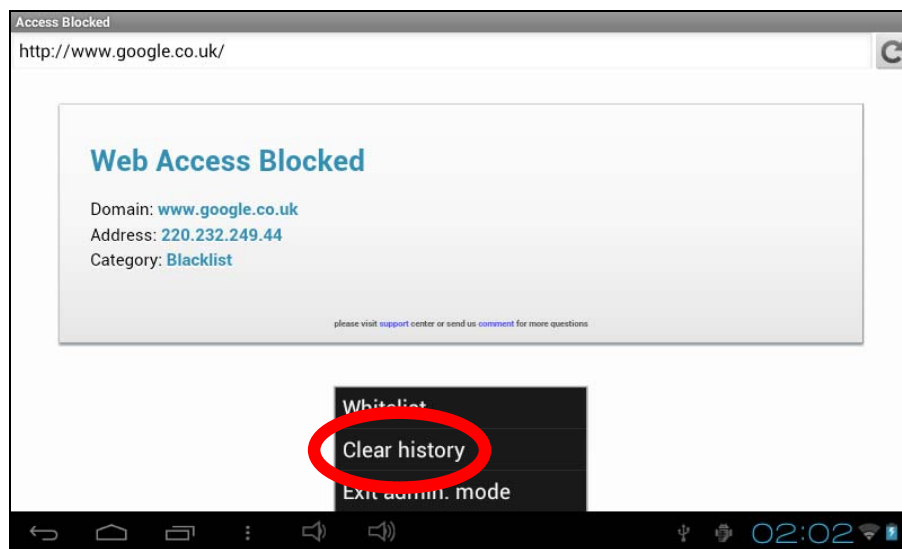 Access Blocked
http://www.google.co.uk/
Web Access Blocked
Domain: www.google.co.uk
Address: 220.232.249.44
Category: Blacklist
please visit support center or send us comment for more questions
Whitelist
Clear history
Exit admin. mode
02:02